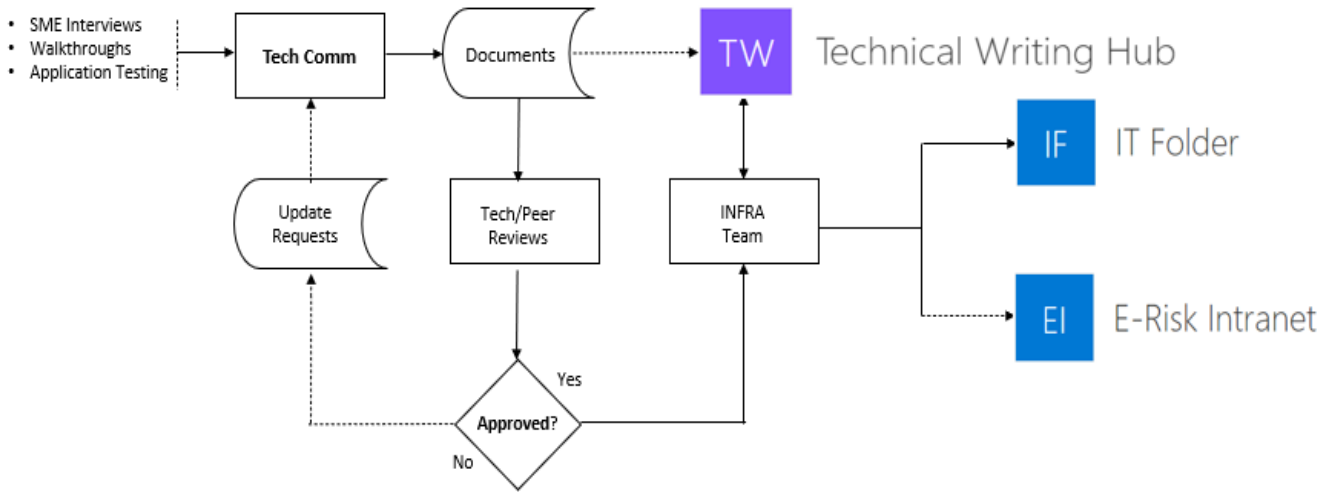 • SME Interviews
• Walkthroughs
• Application Testing
Tech Comm
Documents
TW
Technical Writing Hub
IF
IT Folder
Update
Requests
Tech/Peer
Reviews
INFRA
Team
EI
E-Risk Intranet
Yes
Approved?
No